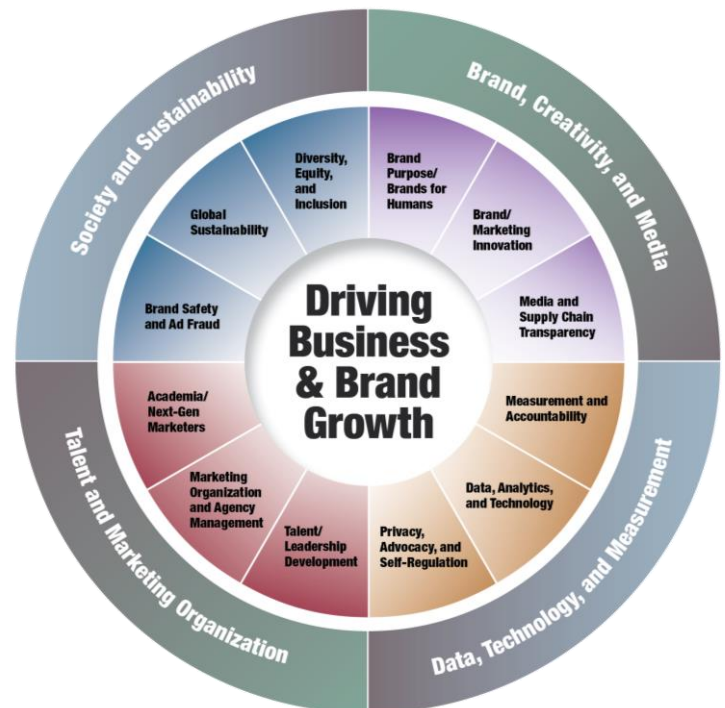 Society and Sustainability
Brand, Creativity, and Media
Diversity,
Equity,
and
Inclusion
Brand
Purpose/
Brands for
Humans
Global
Sustainability
Brand/
Marketing
Innovation
Brand Safety
and Ad Fraud
Media and
Supply Chain
Transparency
Driving
Business
& Brand
Growth
Academia/
Next-Gen
Marketers
Measurement and
Accountability
Marketing
Organization
and Agency
Management
Data, Analytics,
and Technology
Talent/
Leadership
Development
Privacy,
Advocacy, and
Self-Regulation
Talent and Marketing Organization
Data, Technology, and Measurement